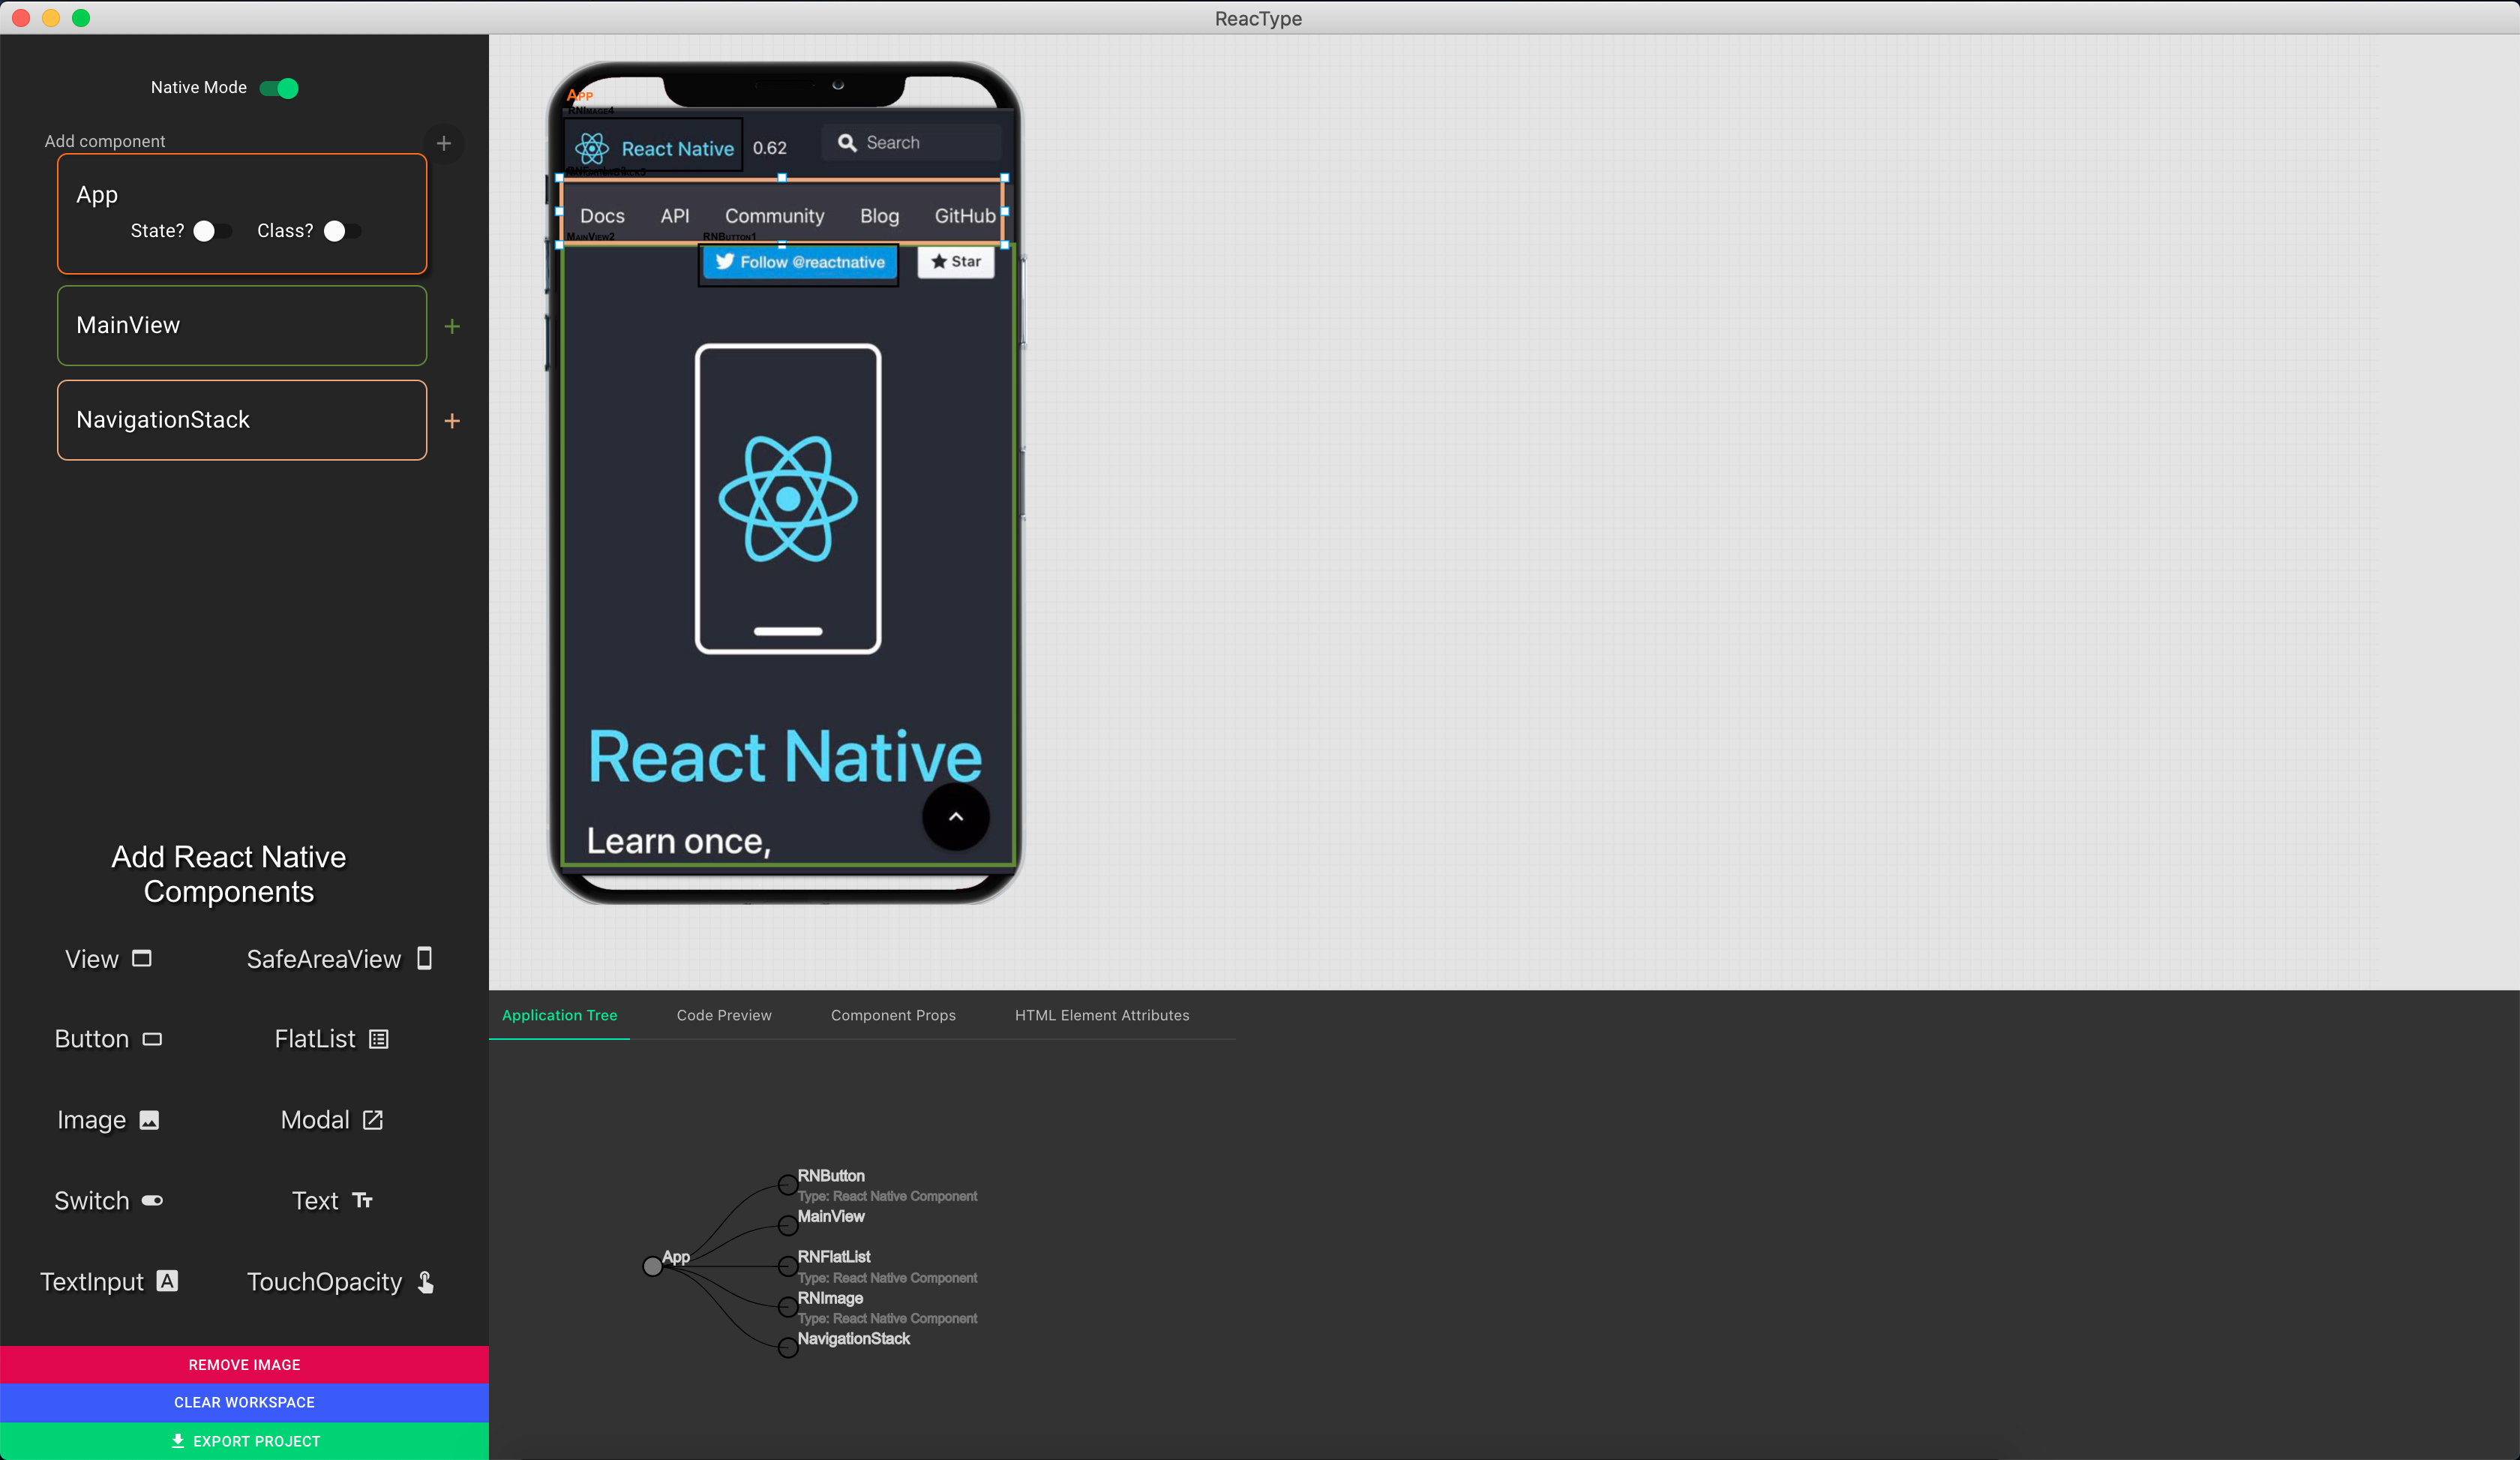 ReacType
Native Mode
Add component
App
State? Class?
MainView
NavigationStack
Add React Native
Components
View SafeAreaView
Button FlatList
Image Modal
Switch Text
TextInput TouchOpacity
REMOVE IMAGE
CLEAR WORKSPACE
EXPORT PROJECT
App
RNImage4
React Native 0.62 Search
Docs API Community Blog GitHub
MainView2 RNButton1
Follow @reactnative Star
React Native
Learn once,
Application Tree Code Preview Component Props HTML Element Attributes
App
RNButton
Type: React Native Component
MainView
RNFlatList
Type: React Native Component
RNImage
Type: React Native Component
NavigationStack